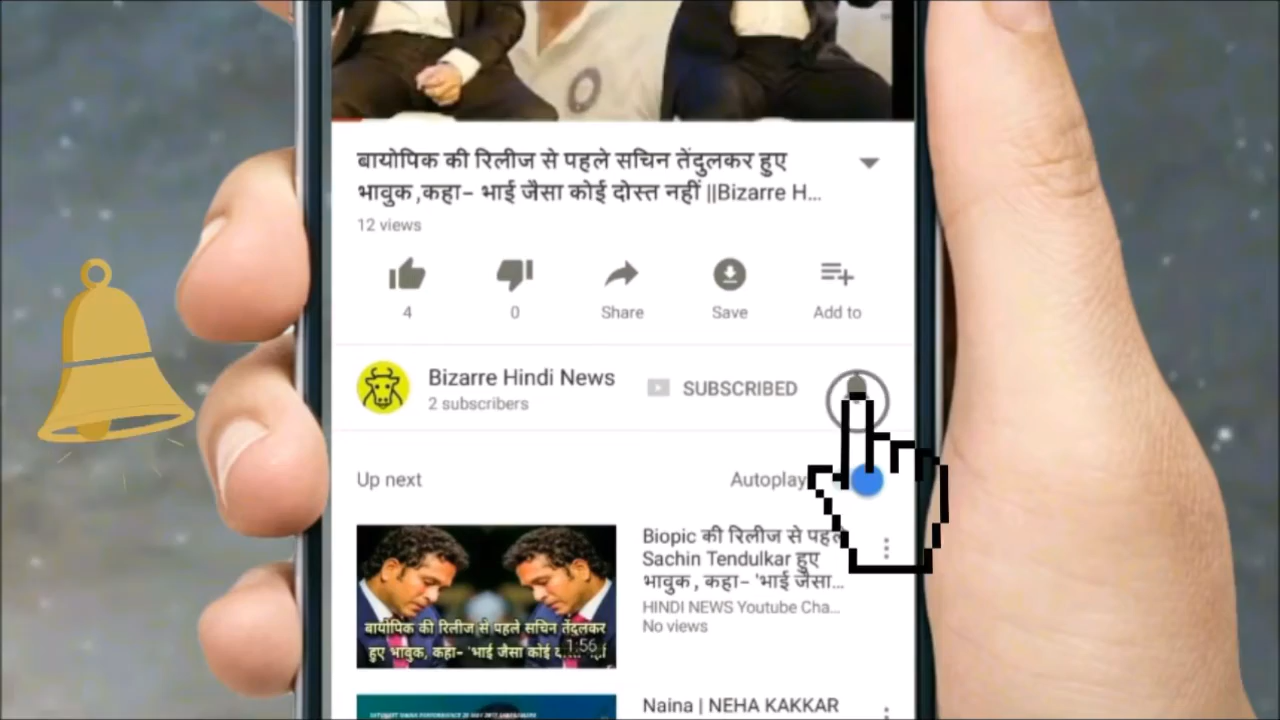 बायोपिक की रिलीज से पहले सचिन तेंदुलकर हुए
भावुक,कहा- भाई जैसा कोई दोस्त नहीं ||Bizarre H...
12 views
4
0
Share
Save
Add to
Bizarre Hindi News
SUBSCRIBED
2 subscribers
Up next
Autoplay
Biopic की रिलीज से पहले
Sachin Tendulkar हुए
भावुक, कहा- 'भाई जैसा...
HINDI NEWS Youtube Cha...
No views
बायोपिक की रिलीज से पहले सचिन तेंदुलकर
हुए भावुक, कहा- 'भाई जैसा कोई
1:56
Naina | NEHA KAKKAR